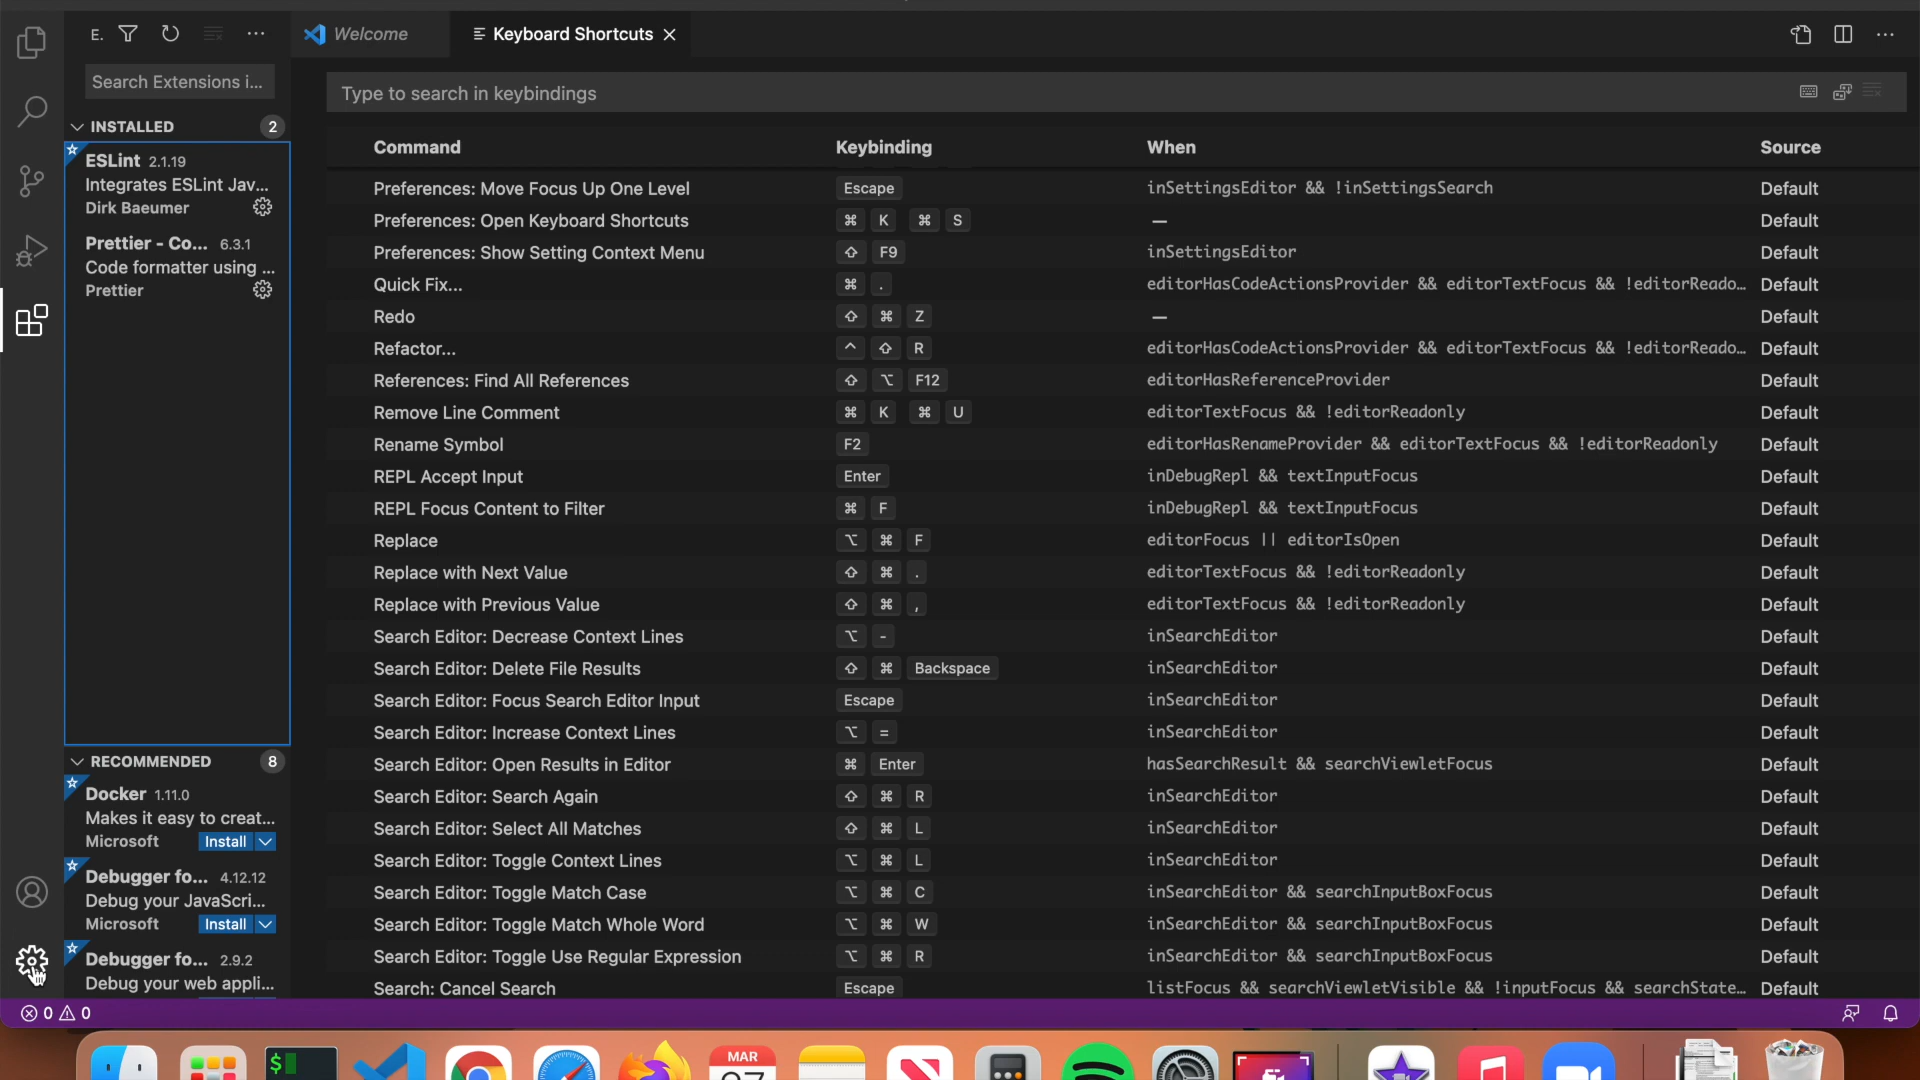 E.
Welcome
Keyboard Shortcuts
Search Extensions i...
Type to search in keybindings
INSTALLED 2
ESLint 2.1.19
Integrates ESLint Jav...
Dirk Baeumer
Prettier - Co... 6.3.1
Code formatter using ...
Prettier
RECOMMENDED 8
Docker 1.11.0
Makes it easy to creat...
Microsoft Install
Debugger fo... 4.12.12
Debug your JavaScri...
Microsoft Install
Debugger fo... 2.9.2
Debug your web appli...
Command Keybinding When Source
Preferences: Move Focus Up One Level Escape inSettingsEditor && !inSettingsSearch Default
Preferences: Open Keyboard Shortcuts ⌘ K ⌘ S — Default
Preferences: Show Setting Context Menu ⇧ F9 inSettingsEditor Default
Quick Fix... ⌘ . editorHasCodeActionsProvider && editorTextFocus && !editorReado... Default
Redo ⇧ ⌘ Z — Default
Refactor... ^ ⇧ R editorHasCodeActionsProvider && editorTextFocus && !editorReado... Default
References: Find All References ⇧ ⌥ F12 editorHasReferenceProvider Default
Remove Line Comment ⌘ K ⌘ U editorTextFocus && !editorReadonly Default
Rename Symbol F2 editorHasRenameProvider && editorTextFocus && !editorReadonly Default
REPL Accept Input Enter inDebugRepl && textInputFocus Default
REPL Focus Content to Filter ⌘ F inDebugRepl && textInputFocus Default
Replace ⌥ ⌘ F editorFocus || editorIsOpen Default
Replace with Next Value ⇧ ⌘ . editorTextFocus && !editorReadonly Default
Replace with Previous Value ⇧ ⌘ , editorTextFocus && !editorReadonly Default
Search Editor: Decrease Context Lines ⌥ - inSearchEditor Default
Search Editor: Delete File Results ⇧ ⌘ Backspace inSearchEditor Default
Search Editor: Focus Search Editor Input Escape inSearchEditor Default
Search Editor: Increase Context Lines ⌥ = inSearchEditor Default
Search Editor: Open Results in Editor ⌘ Enter hasSearchResult && searchViewletFocus Default
Search Editor: Search Again ⇧ ⌘ R inSearchEditor Default
Search Editor: Select All Matches ⇧ ⌘ L inSearchEditor Default
Search Editor: Toggle Context Lines ⌥ ⌘ L inSearchEditor Default
Search Editor: Toggle Match Case ⌥ ⌘ C inSearchEditor && searchInputBoxFocus Default
Search Editor: Toggle Match Whole Word ⌥ ⌘ W inSearchEditor && searchInputBoxFocus Default
Search Editor: Toggle Use Regular Expression ⌥ ⌘ R inSearchEditor && searchInputBoxFocus Default
Search: Cancel Search Escape listFocus && searchViewletVisible && !inputFocus && searchState... Default
0 0
$
MAR